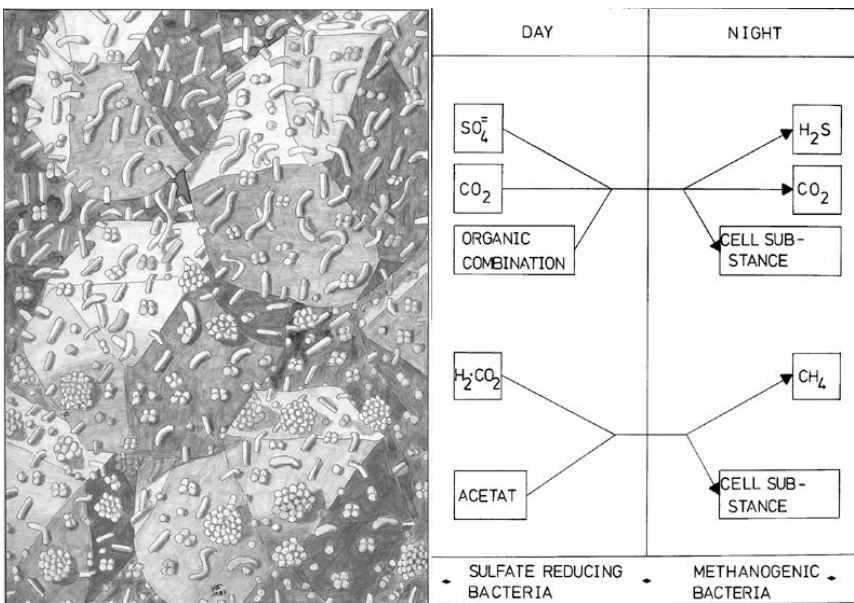 DAY
NIGHT
SO₄⁼
H₂S
CO₂
CO₂
ORGANIC
COMBINATION
CELL SUB-
STANCE
H₂·CO₂
CH₄
ACETAT
CELL SUB-
STANCE
SULFATE REDUCING
BACTERIA
METHANOGENIC
BACTERIA